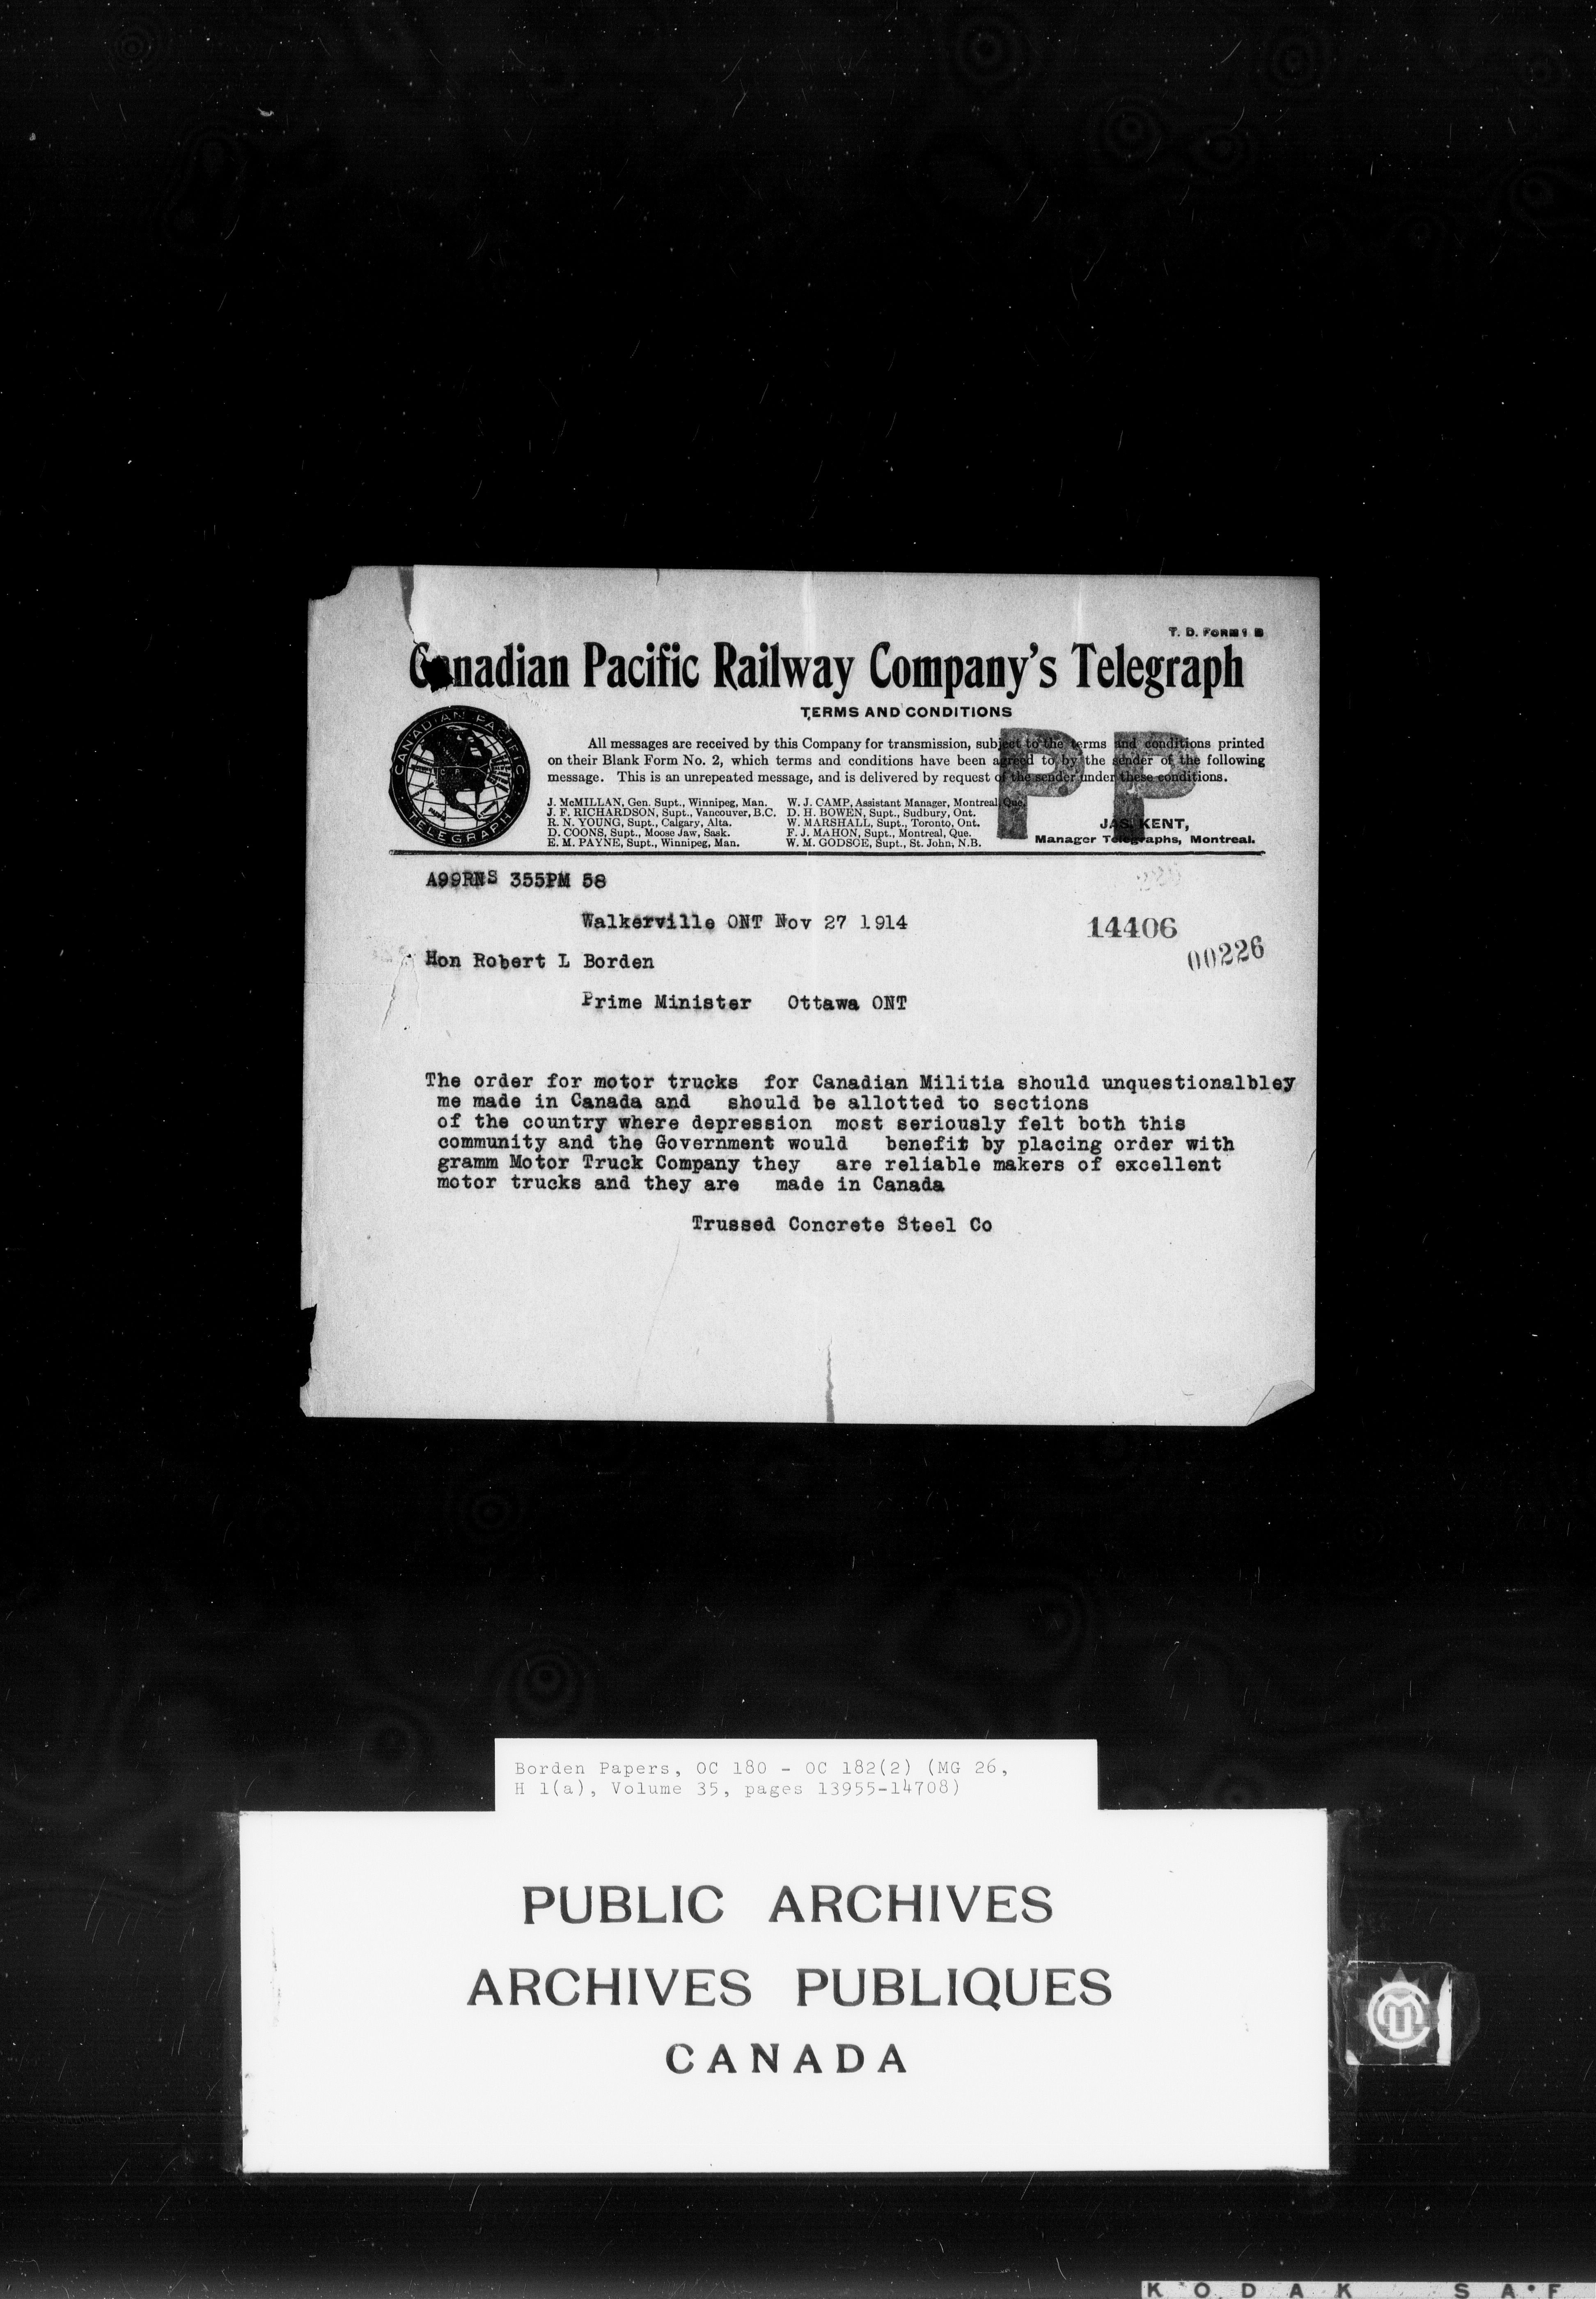 T. D. FORM 1 B
Canadian Pacific Railway Company's Telegraph
TERMS AND CONDITIONS
CANADIAN PACIFIC
TELEGRAPH
All messages are received by this Company for transmission, subject to the terms and conditions printed
on their Blank Form No. 2, which terms and conditions have been agreed to by the sender of the following
message. This is an unrepeated message, and is delivered by request of the sender under these conditions.
PP
J. McMILLAN, Gen. Supt., Winnipeg, Man.
J. F. RICHARDSON, Supt., Vancouver, B.C.
R. N. YOUNG, Supt., Calgary, Alta.
D. COONS, Supt., Moose Jaw, Sask.
E. M. PAYNE, Supt., Winnipeg, Man.
W. J. CAMP, Assistant Manager, Montreal, Que.
D. H. BOWEN, Supt., Sudbury, Ont.
W. MARSHALL, Supt., Toronto, Ont.
F. J. MAHON, Supt., Montreal, Que.
W. M. GODSOE, Supt., St. John, N.B.
JAS. KENT,
Manager Telegraphs, Montreal.
A99RNS 355PM 58
Walkerville ONT Nov 27 1914
14406
00226
Hon Robert L Borden
Prime Minister Ottawa ONT
The order for motor trucks for Canadian Militia should unquestionalbley
me made in Canada and should be allotted to sections
of the country where depression most seriously felt both this
community and the Government would benefit by placing order with
gramm Motor Truck Company they are reliable makers of excellent
motor trucks and they are made in Canada
Trussed Concrete Steel Co
Borden Papers, OC 180 - OC 182(2) (MG 26,
H 1(a), Volume 35, pages 13955-14708)
PUBLIC ARCHIVES
ARCHIVES PUBLIQUES
CANADA
KODAK SA•F